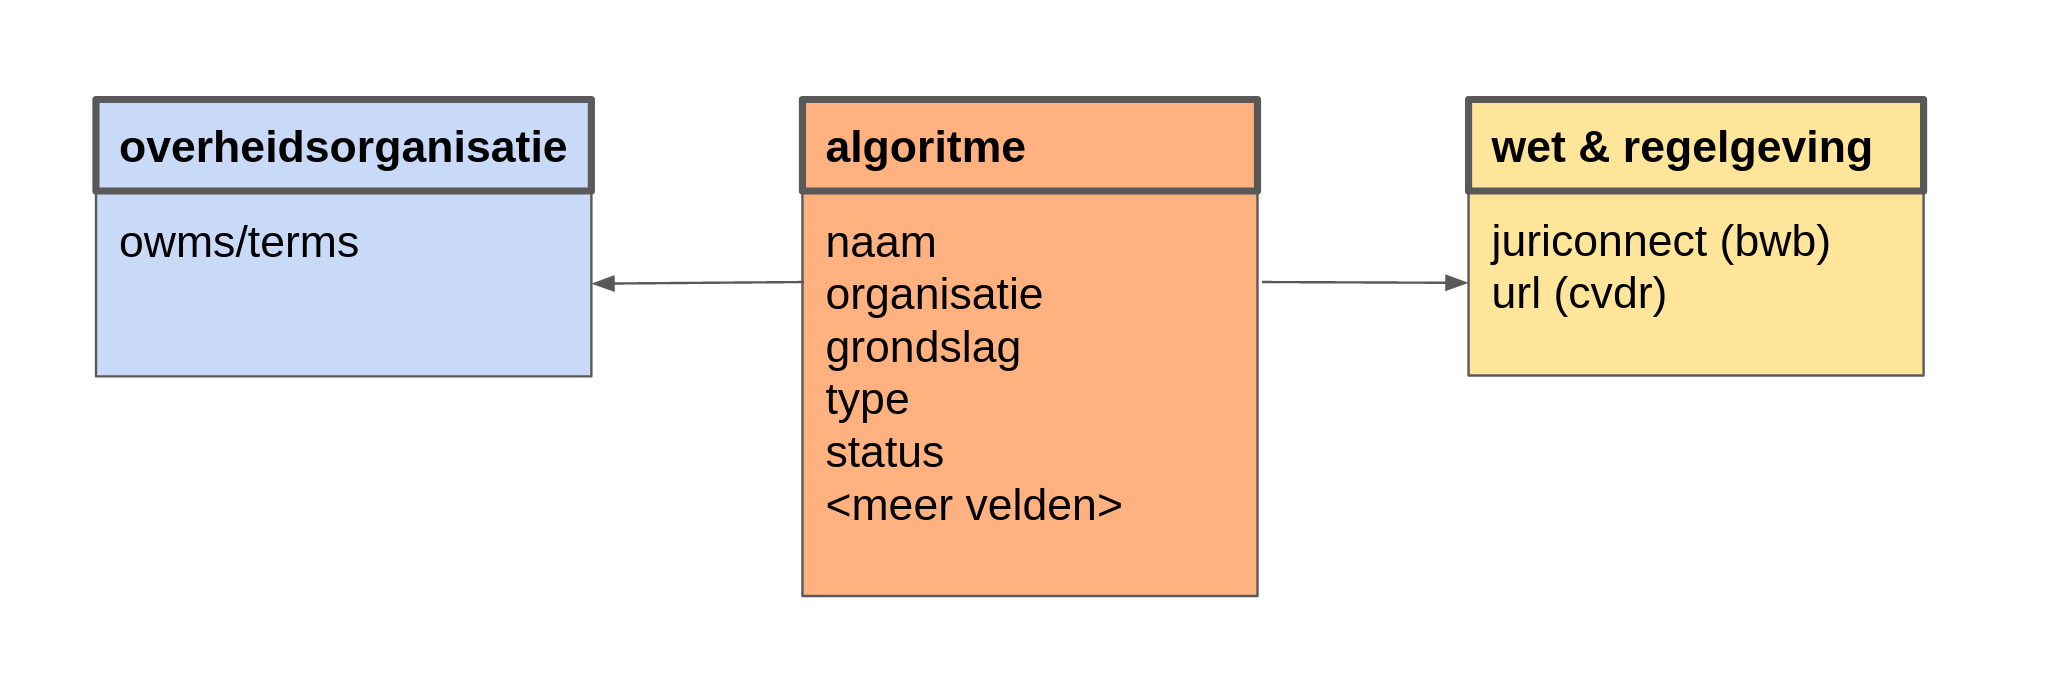 overheidsorganisatie
owms/terms
algoritme
naam
organisatie
grondslag
type
status
<meer velden>
wet & regelgeving
juriconnect (bwb)
url (cvdr)